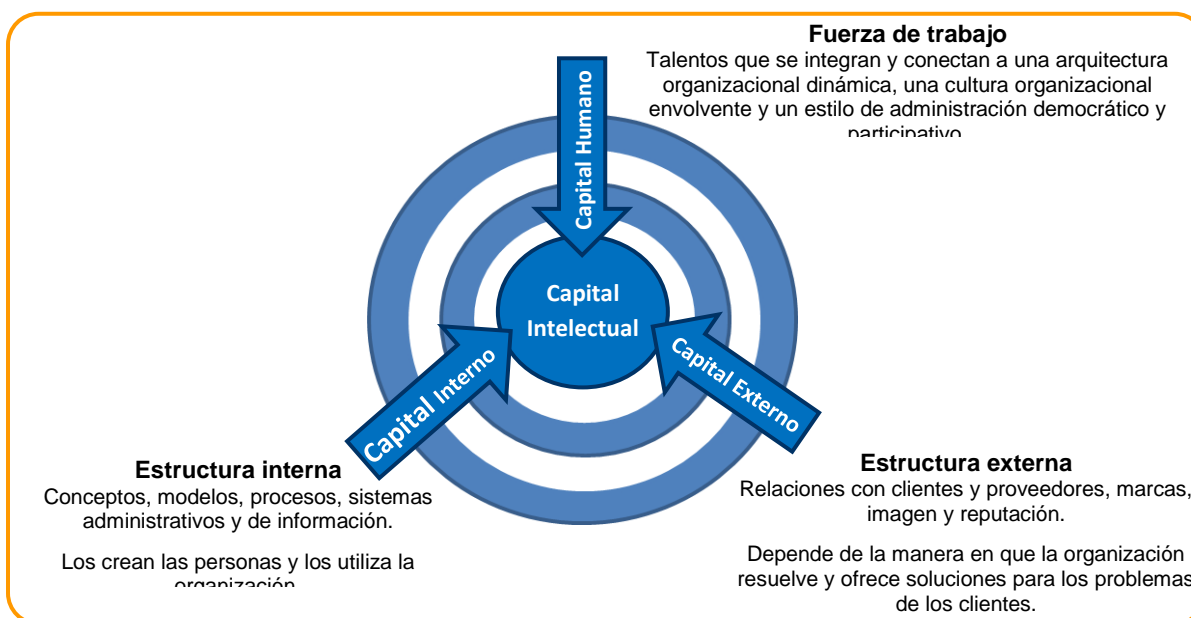 Fuerza de trabajo
Talentos que se integran y conectan a una arquitectura
organizacional dinámica, una cultura organizacional
envolvente y un estilo de administración democrático y
participativo
Capital Humano
Capital
Intelectual
Capital Interno
Capital Externo
Estructura interna
Conceptos, modelos, procesos, sistemas
administrativos y de información.
Los crean las personas y los utiliza la
organización
Estructura externa
Relaciones con clientes y proveedores, marcas,
imagen y reputación.
Depende de la manera en que la organización
resuelve y ofrece soluciones para los problemas
de los clientes.